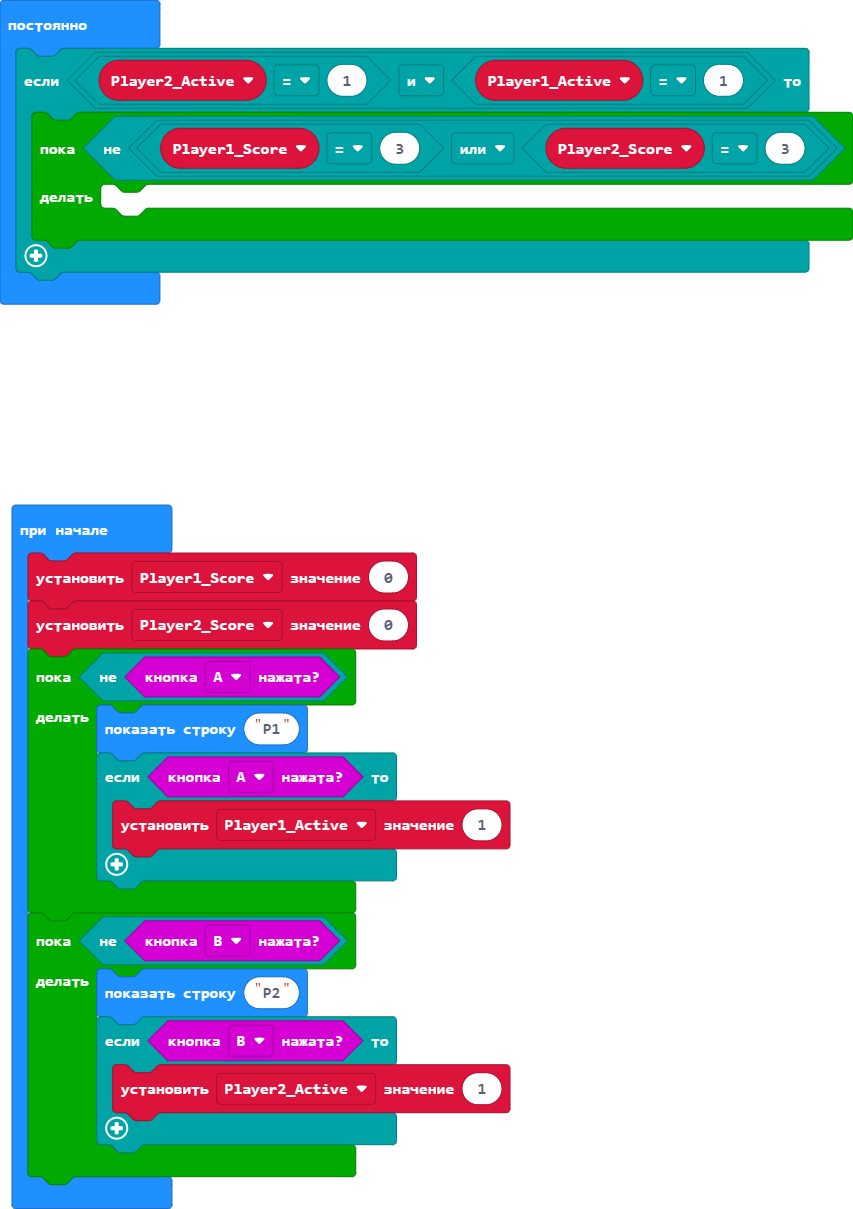 постоянно
если Player2_Active = 1 и Player1_Active = 1 то
пока не Player1_Score = 3 или Player2_Score = 3
делать
при начале
установить Player1_Score значение 0
установить Player2_Score значение 0
пока не кнопка A нажата?
делать
показать строку "P1"
если кнопка A нажата? то
установить Player1_Active значение 1
пока не кнопка B нажата?
делать
показать строку "P2"
если кнопка B нажата? то
установить Player2_Active значение 1